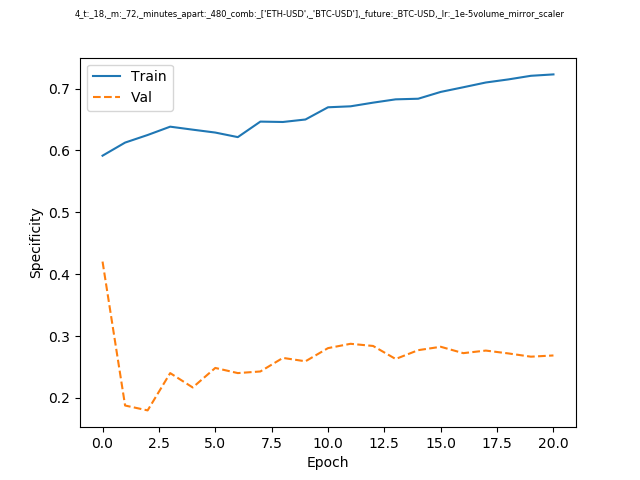 4_t:_18,_m:_72,_minutes_apart:_480_comb:_['ETH-USD',_'BTC-USD'],_future:_BTC-USD,_lr:_1e-5volume_mirror_scaler
Train
Val
0.7
0.6
0.5
0.4
0.3
0.2
Specificity
0.0 2.5 5.0 7.5 10.0 12.5 15.0 17.5 20.0
Epoch